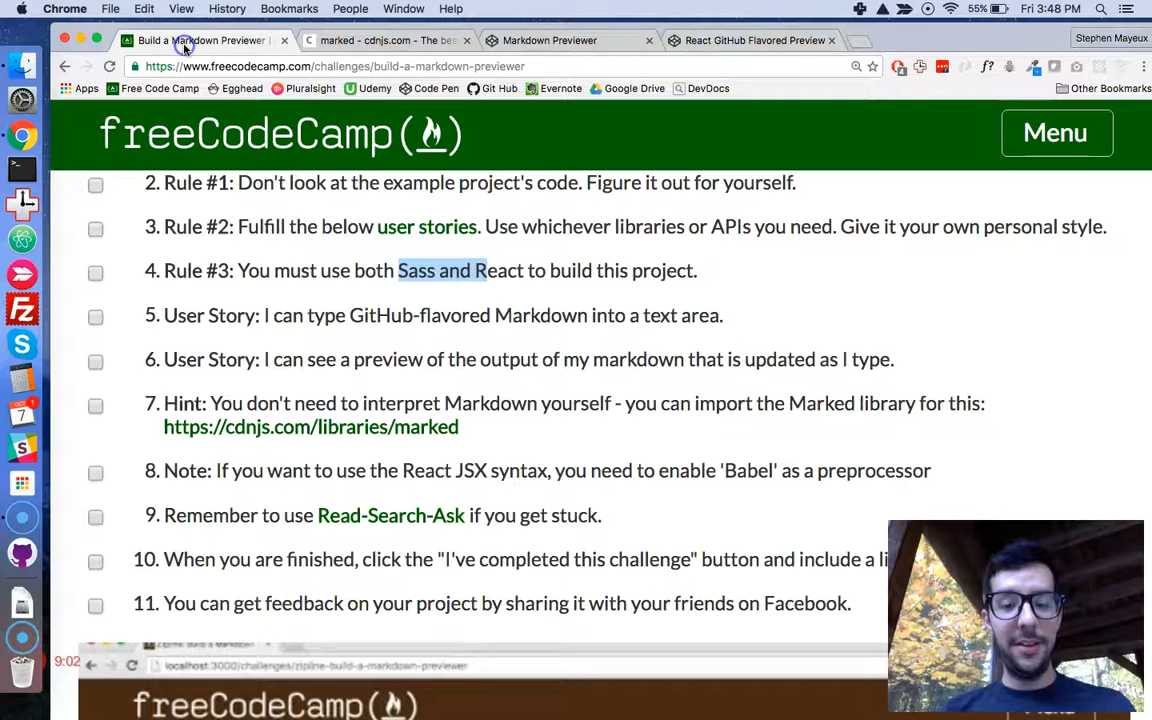 Chrome File Edit View History Bookmarks People Window Help 55% Fri 3:48 PM
Build a Markdown Previewer | marked - cdnjs.com - The bes Markdown Previewer React GitHub Flavored Preview Stephen Mayeux
https://www.freecodecamp.com/challenges/build-a-markdown-previewer
Apps Free Code Camp Egghead Pluralsight Udemy Code Pen Git Hub Evernote Google Drive DevDocs Other Bookmarks
freeCodeCamp Menu
2. Rule #1: Don't look at the example project's code. Figure it out for yourself.
3. Rule #2: Fulfill the below user stories. Use whichever libraries or APIs you need. Give it your own personal style.
4. Rule #3: You must use both Sass and React to build this project.
5. User Story: I can type GitHub-flavored Markdown into a text area.
6. User Story: I can see a preview of the output of my markdown that is updated as I type.
7. Hint: You don't need to interpret Markdown yourself - you can import the Marked library for this:
https://cdnjs.com/libraries/marked
8. Note: If you want to use the React JSX syntax, you need to enable 'Babel' as a preprocessor
9. Remember to use Read-Search-Ask if you get stuck.
10. When you are finished, click the "I've completed this challenge" button and include a li
11. You can get feedback on your project by sharing it with your friends on Facebook.
9:02
localhost:3000/challenges/zipline-build-a-markdown-previewer
freeCodeCamp